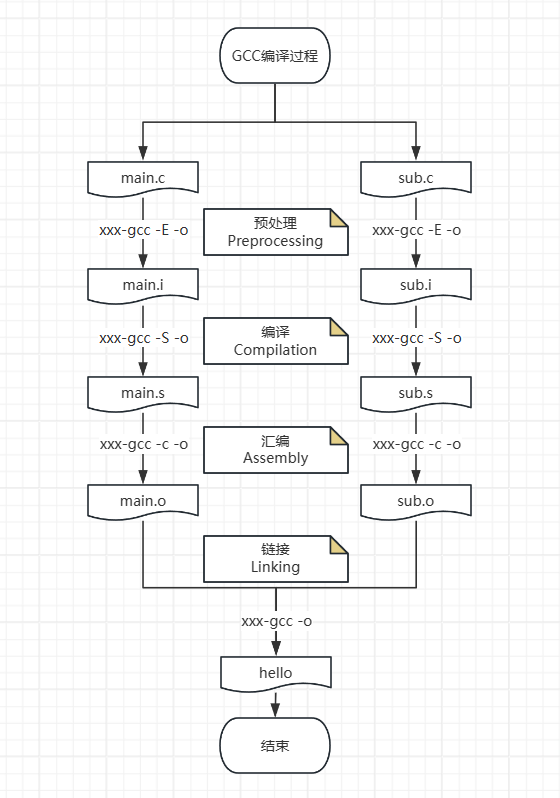 GCC编译过程
main.c
sub.c
xxx-gcc -E -o
预处理
Preprocessing
xxx-gcc -E -o
main.i
sub.i
xxx-gcc -S -o
编译
Compilation
xxx-gcc -S -o
main.s
sub.s
xxx-gcc -c -o
汇编
Assembly
xxx-gcc -c -o
main.o
sub.o
链接
Linking
xxx-gcc -o
hello
结束